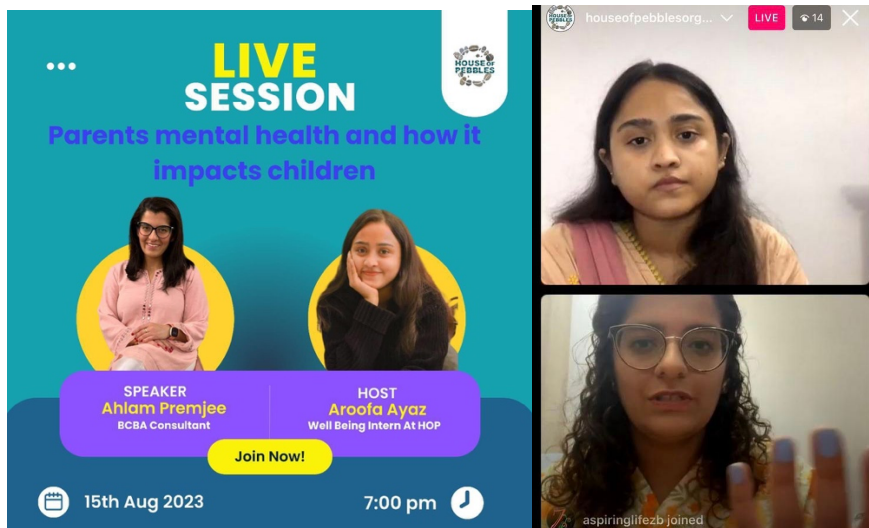 LIVE
SESSION
HOUSE OF
PEBBLES
Parents mental health and how it
impacts children
SPEAKER
Ahlam Premjee
BCBA Consultant
HOST
Aroofa Ayaz
Well Being Intern At HOP
Join Now!
15th Aug 2023
7:00 pm
houseofpebblesorg...
LIVE
14
aspiringlifezb joined